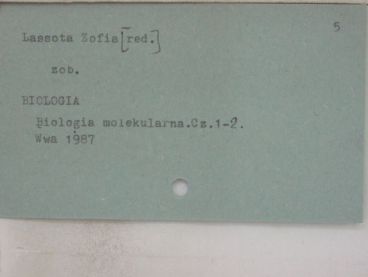 5
Lassota Zofia[red.]
zob.
BIOLOGIA
Biologia molekularna.Cz.1-2.
Wwa 1987